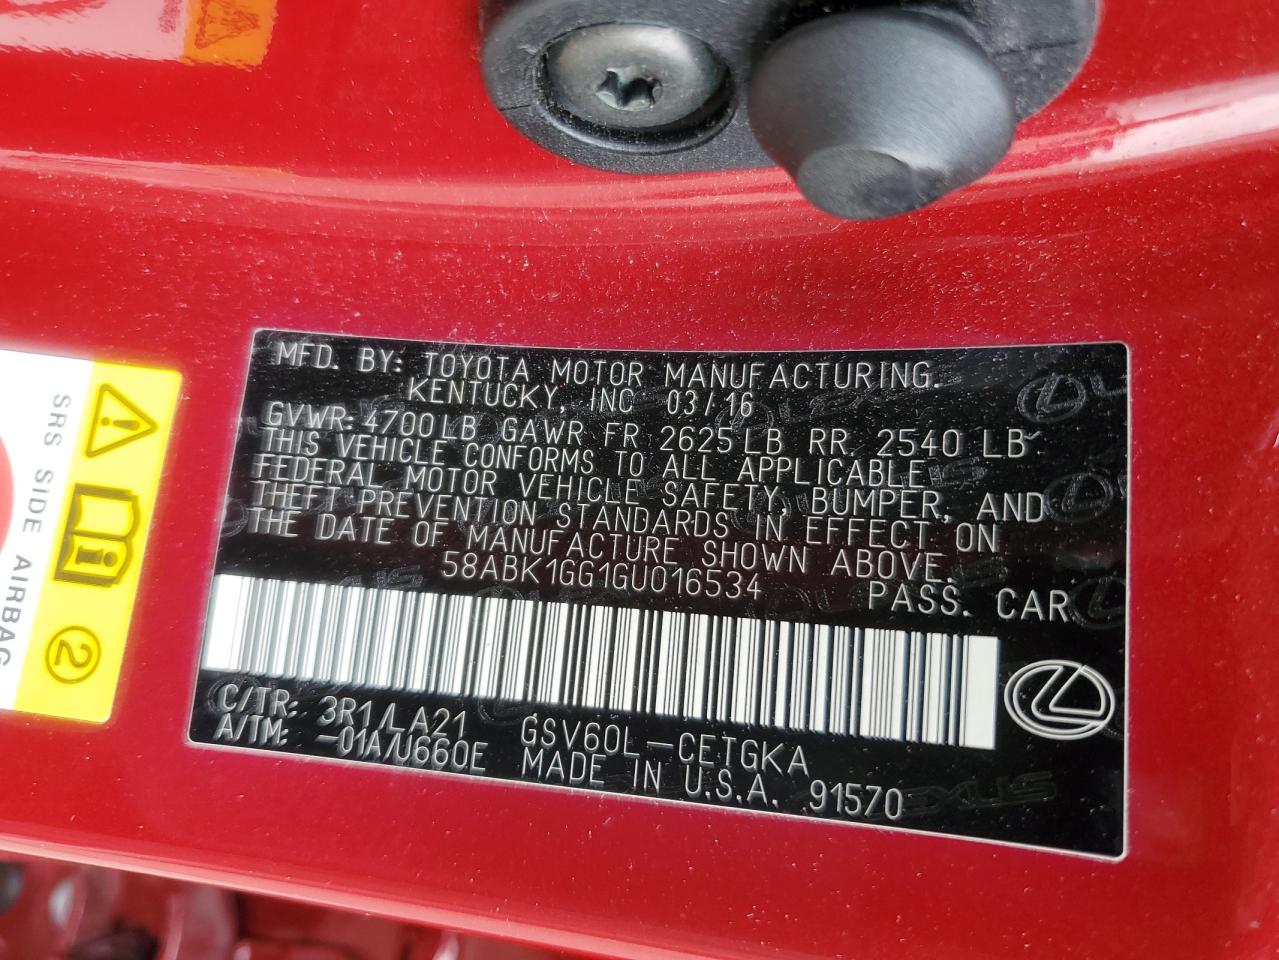 MFD. BY: TOYOTA MOTOR MANUFACTURING.
KENTUCKY, INC 03/16
GVWR: 4700LB GAWR FR 2625LB RR 2540 LB
THIS VEHICLE CONFORMS TO ALL APPLICABLE
FEDERAL MOTOR VEHICLE SAFETY, BUMPER, AND
THEFT PREVENTION STANDARDS IN EFFECT ON
THE DATE OF MANUFACTURE SHOWN ABOVE.
58ABK1GG1GU016534 PASS. CAR
C/TR: 3R1/LA21 GSV60L-CETGKA
A/TM: -01A/U660E MADE IN U.S.A. 91570
SRS SIDE AIRBAG
2